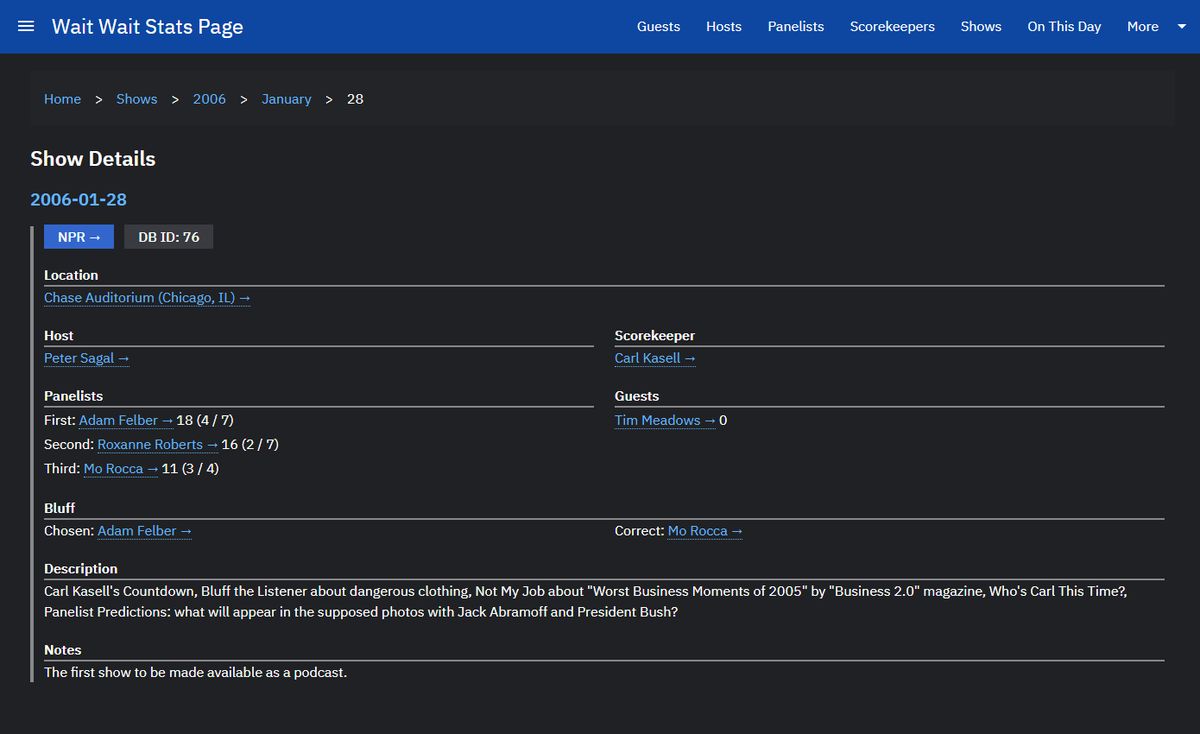 Wait Wait Stats Page
Guests Hosts Panelists Scorekeepers Shows On This Day More
Home > Shows > 2006 > January > 28
Show Details
2006-01-28
NPR → DB ID: 76
Location
Chase Auditorium (Chicago, IL) →
Host
Peter Sagal →
Scorekeeper
Carl Kasell →
Panelists
First: Adam Felber → 18 (4 / 7)
Second: Roxanne Roberts → 16 (2 / 7)
Third: Mo Rocca → 11 (3 / 4)
Guests
Tim Meadows → 0
Bluff
Chosen: Adam Felber →
Correct: Mo Rocca →
Description
Carl Kasell's Countdown, Bluff the Listener about dangerous clothing, Not My Job about "Worst Business Moments of 2005" by "Business 2.0" magazine, Who's Carl This Time?,
Panelist Predictions: what will appear in the supposed photos with Jack Abramoff and President Bush?
Notes
The first show to be made available as a podcast.